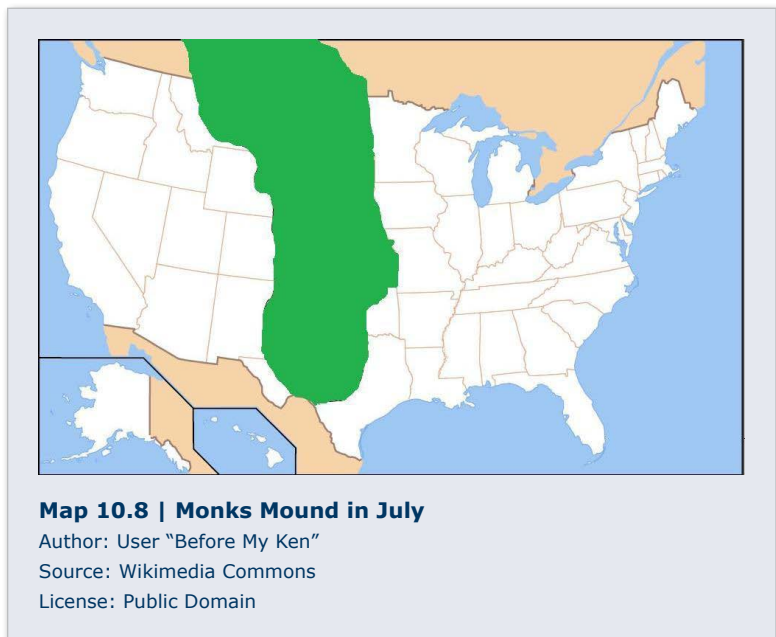 Map 10.8 | Monks Mound in July
Author: User “Before My Ken”
Source: Wikimedia Commons
License: Public Domain